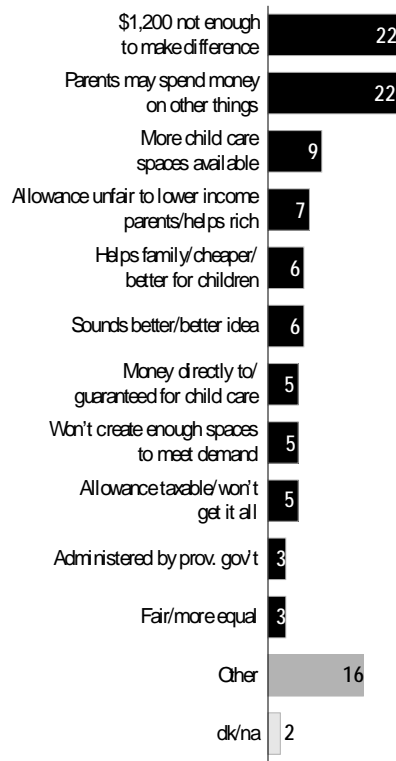 $1,200 not enough
to make difference
22
Parents may spend money
on other things
22
More child care
spaces available
9
Allowance unfair to lower income
parents/helps rich
7
Helps family/cheaper/
better for children
6
Sounds better/better idea
6
Money directly to/
guaranteed for child care
5
Won't create enough spaces
to meet demand
5
Allowance taxable/won't
get it all
5
Administered by prov. gov't
3
Fair/more equal
3
Other
16
dk/na
2